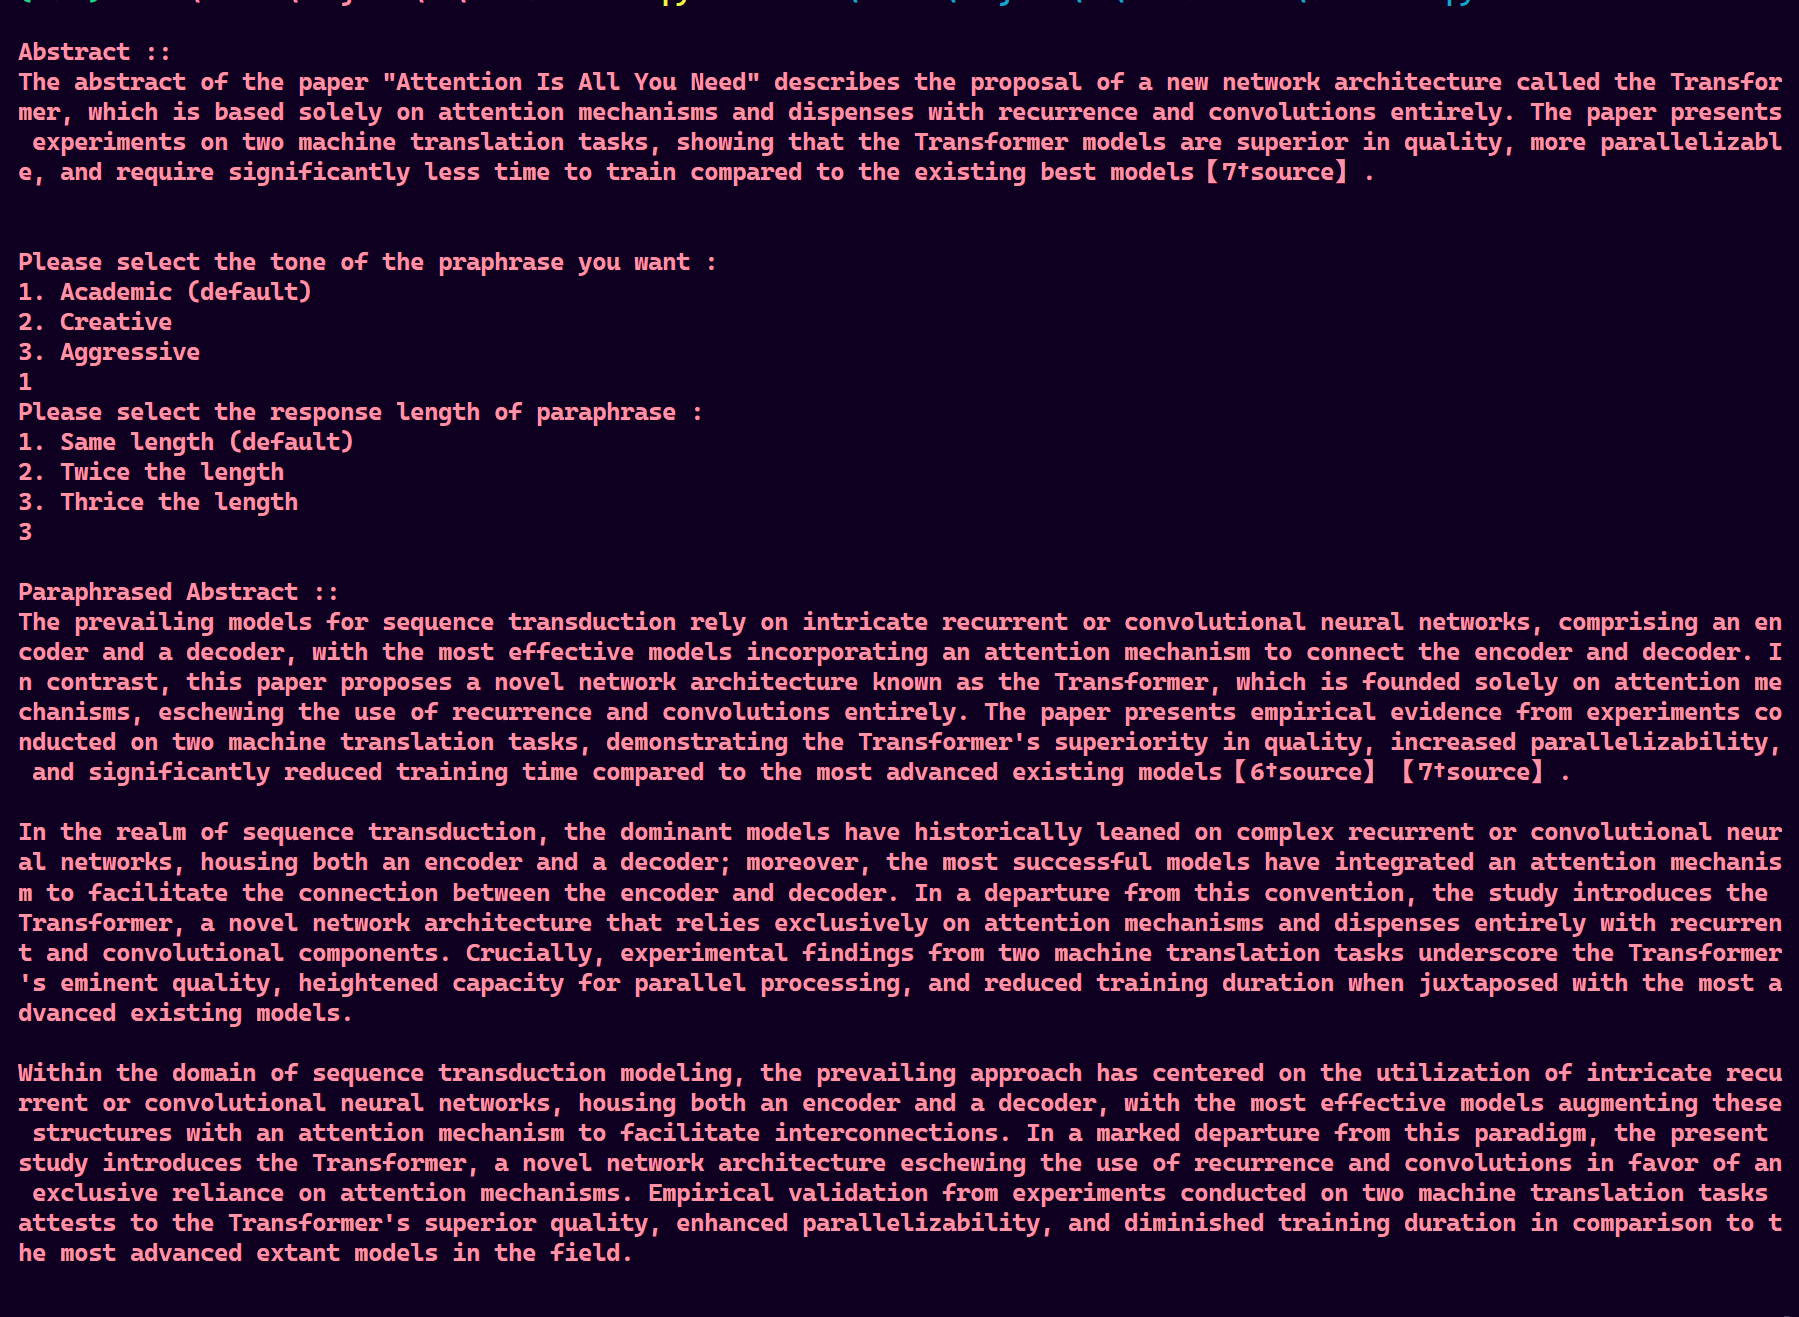 Abstract ::
The abstract of the paper "Attention Is All You Need" describes the proposal of a new network architecture called the Transfor
mer, which is based solely on attention mechanisms and dispenses with recurrence and convolutions entirely. The paper presents
 experiments on two machine translation tasks, showing that the Transformer models are superior in quality, more parallelizabl
e, and require significantly less time to train compared to the existing best models【7†source】.
Please select the tone of the praphrase you want :
1. Academic (default)
2. Creative
3. Aggressive
1
Please select the response length of paraphrase :
1. Same length (default)
2. Twice the length
3. Thrice the length
3
Paraphrased Abstract ::
The prevailing models for sequence transduction rely on intricate recurrent or convolutional neural networks, comprising an en
coder and a decoder, with the most effective models incorporating an attention mechanism to connect the encoder and decoder. I
n contrast, this paper proposes a novel network architecture known as the Transformer, which is founded solely on attention me
chanisms, eschewing the use of recurrence and convolutions entirely. The paper presents empirical evidence from experiments co
nducted on two machine translation tasks, demonstrating the Transformer's superiority in quality, increased parallelizability,
 and significantly reduced training time compared to the most advanced existing models【6†source】【7†source】.
In the realm of sequence transduction, the dominant models have historically leaned on complex recurrent or convolutional neur
al networks, housing both an encoder and a decoder; moreover, the most successful models have integrated an attention mechanis
m to facilitate the connection between the encoder and decoder. In a departure from this convention, the study introduces the
Transformer, a novel network architecture that relies exclusively on attention mechanisms and dispenses entirely with recurren
t and convolutional components. Crucially, experimental findings from two machine translation tasks underscore the Transformer
's eminent quality, heightened capacity for parallel processing, and reduced training duration when juxtaposed with the most a
dvanced existing models.
Within the domain of sequence transduction modeling, the prevailing approach has centered on the utilization of intricate recu
rrent or convolutional neural networks, housing both an encoder and a decoder, with the most effective models augmenting these
 structures with an attention mechanism to facilitate interconnections. In a marked departure from this paradigm, the present
study introduces the Transformer, a novel network architecture eschewing the use of recurrence and convolutions in favor of an
 exclusive reliance on attention mechanisms. Empirical validation from experiments conducted on two machine translation tasks
attests to the Transformer's superior quality, enhanced parallelizability, and diminished training duration in comparison to t
he most advanced extant models in the field.